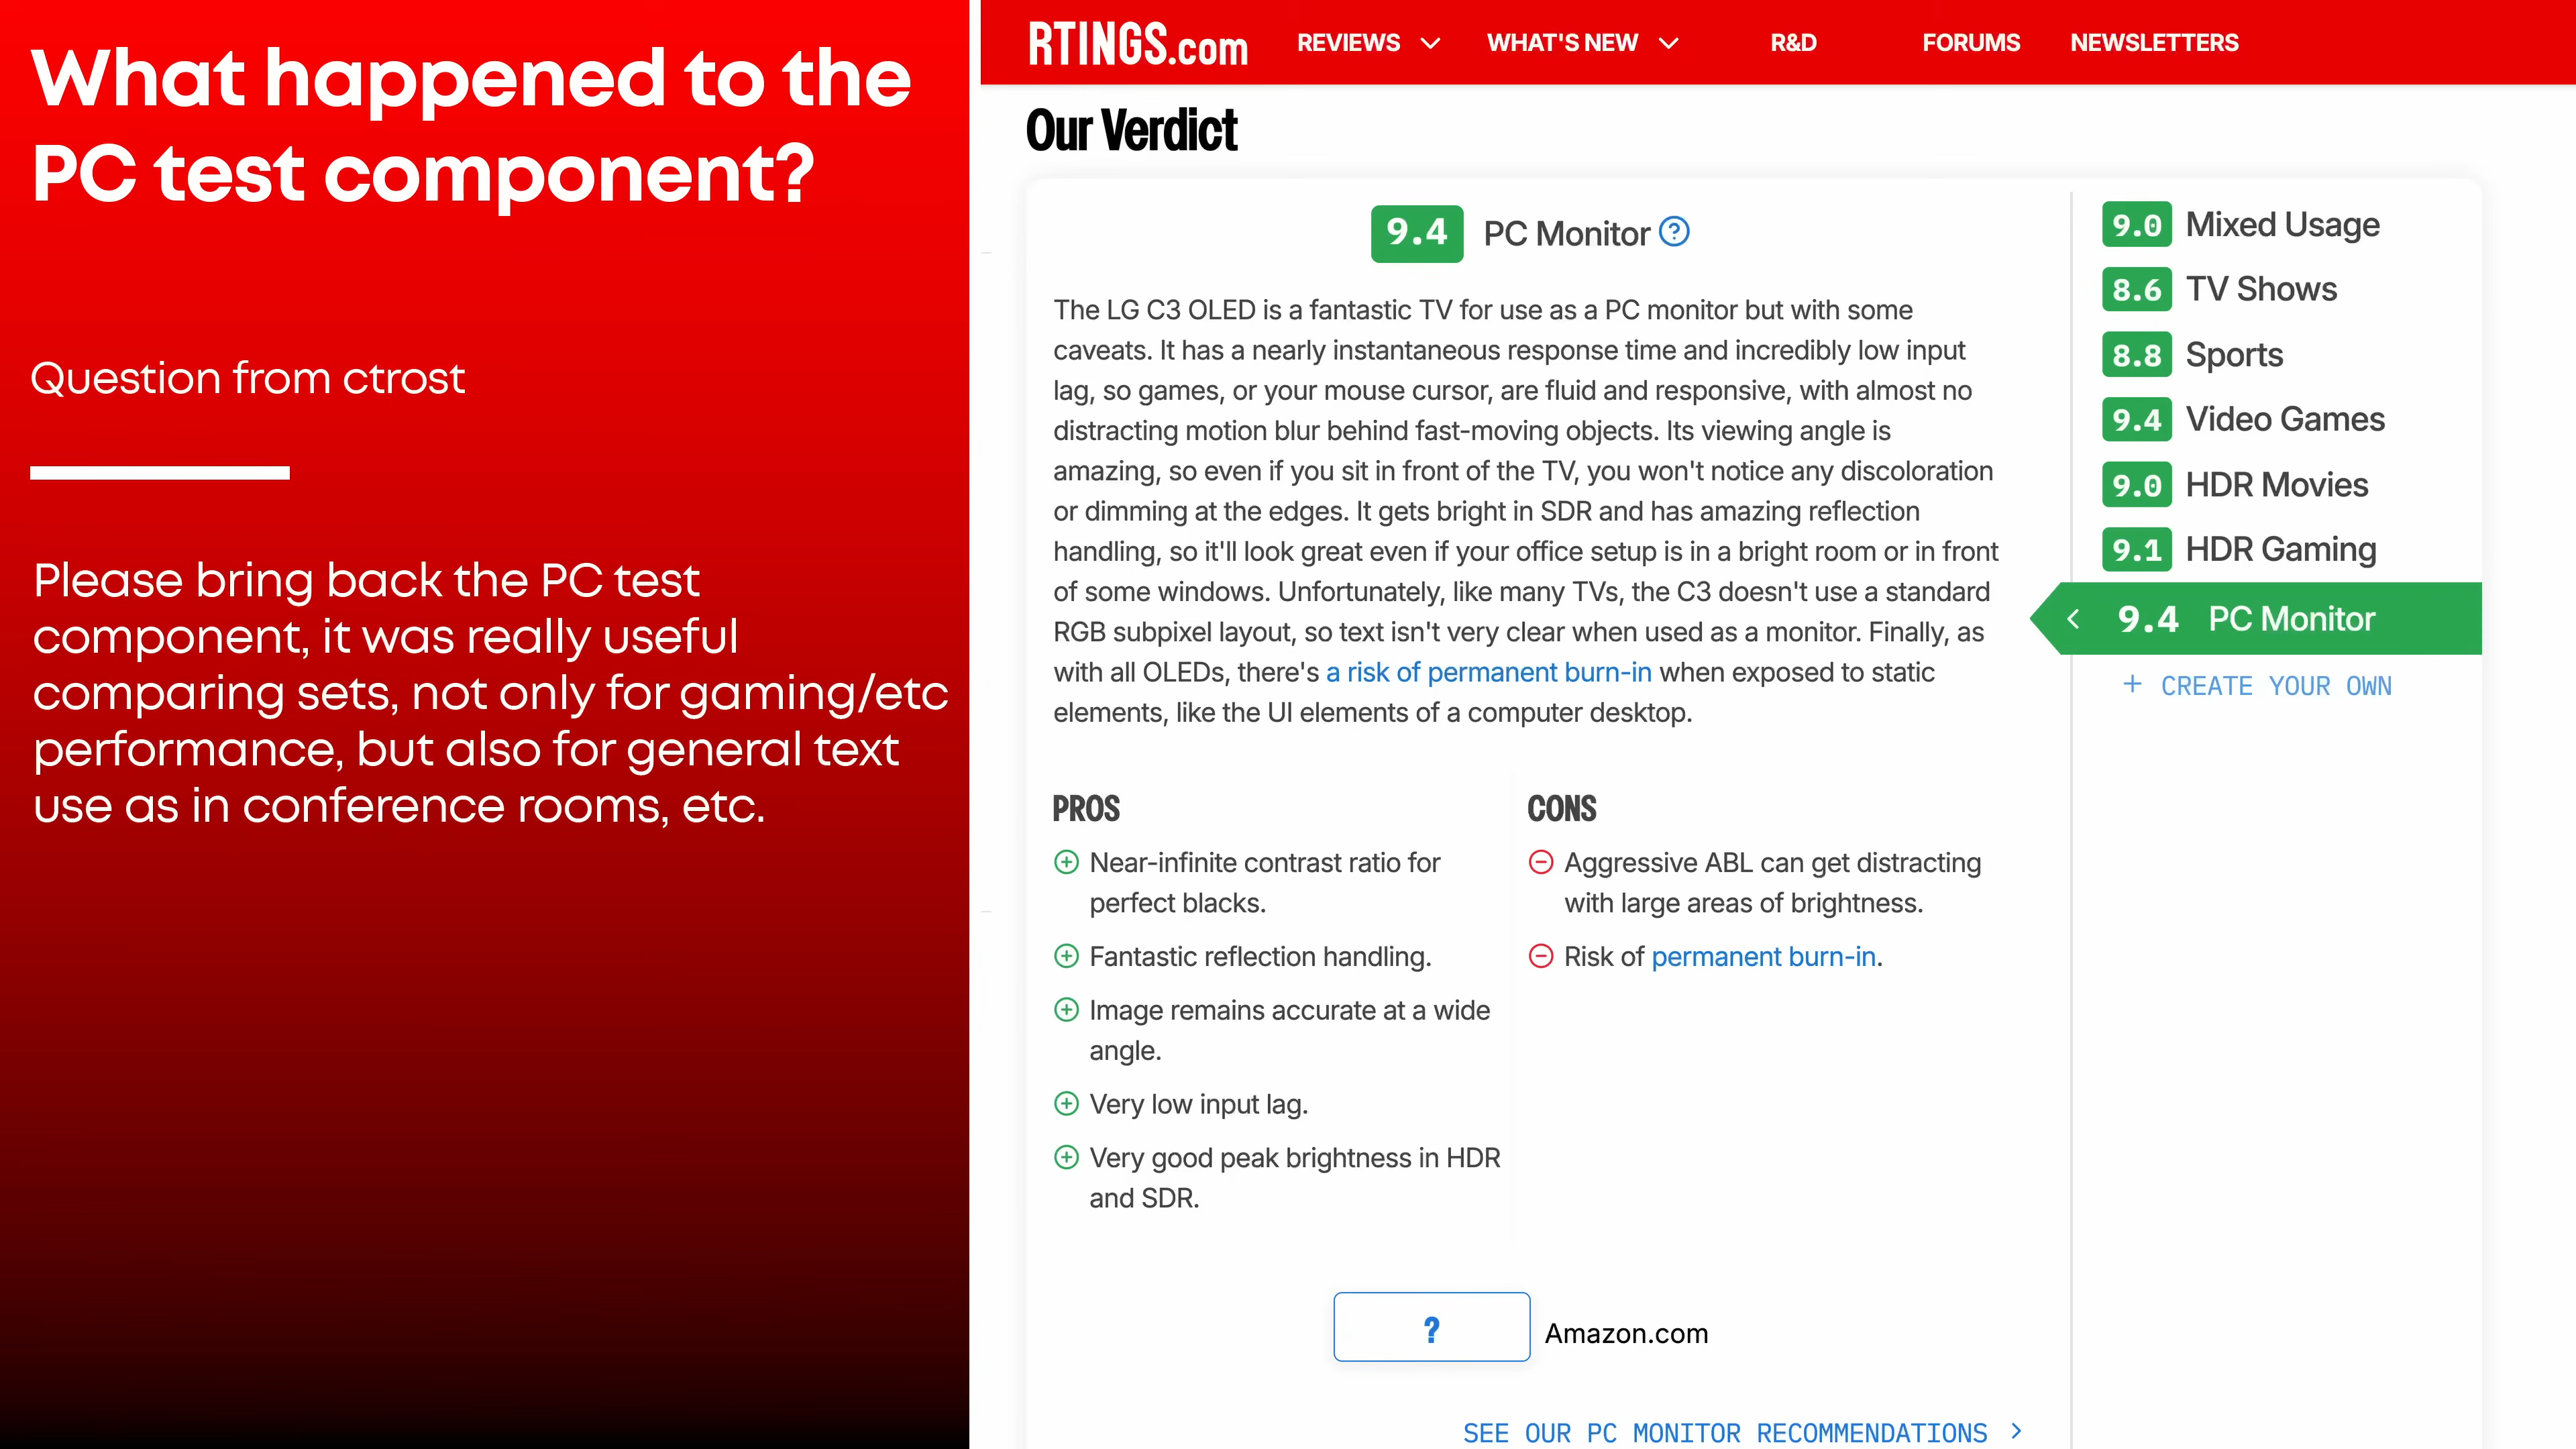 What happened to the
PC test component?
Question from ctrost
Please bring back the PC test
component, it was really useful
comparing sets, not only for gaming/etc
performance, but also for general text
use as in conference rooms, etc.
RTINGS.com
REVIEWS
WHAT'S NEW
R&D
FORUMS
NEWSLETTERS
Our Verdict
9.4 PC Monitor ?
The LG C3 OLED is a fantastic TV for use as a PC monitor but with some
caveats. It has a nearly instantaneous response time and incredibly low input
lag, so games, or your mouse cursor, are fluid and responsive, with almost no
distracting motion blur behind fast-moving objects. Its viewing angle is
amazing, so even if you sit in front of the TV, you won't notice any discoloration
or dimming at the edges. It gets bright in SDR and has amazing reflection
handling, so it'll look great even if your office setup is in a bright room or in front
of some windows. Unfortunately, like many TVs, the C3 doesn't use a standard
RGB subpixel layout, so text isn't very clear when used as a monitor. Finally, as
with all OLEDs, there's a risk of permanent burn-in when exposed to static
elements, like the UI elements of a computer desktop.
PROS
Near-infinite contrast ratio for
perfect blacks.
Fantastic reflection handling.
Image remains accurate at a wide
angle.
Very low input lag.
Very good peak brightness in HDR
and SDR.
CONS
Aggressive ABL can get distracting
with large areas of brightness.
Risk of permanent burn-in.
? Amazon.com
SEE OUR PC MONITOR RECOMMENDATIONS >
9.0 Mixed Usage
8.6 TV Shows
8.8 Sports
9.4 Video Games
9.0 HDR Movies
9.1 HDR Gaming
< 9.4 PC Monitor
+ CREATE YOUR OWN